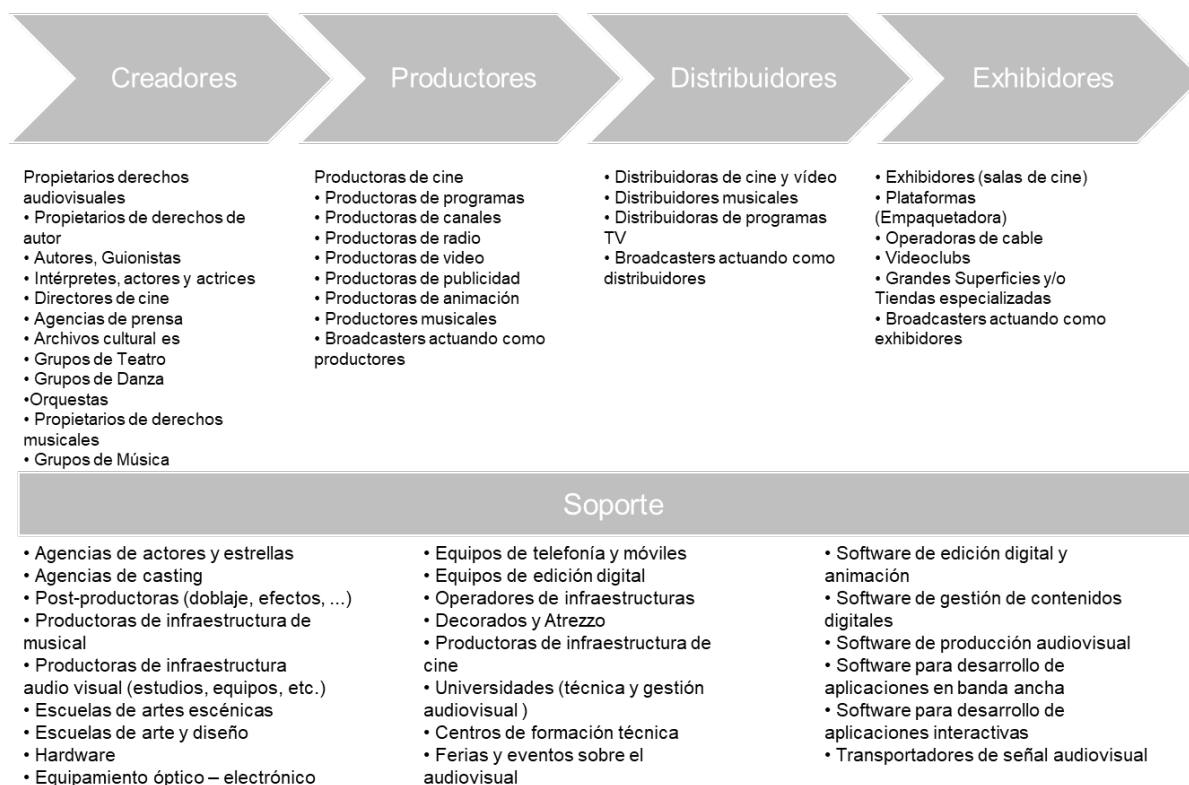 Creadores
Productores
Distribuidores
Exhibidores
Propietarios derechos
audiovisuales
• Propietarios de derechos de
autor
• Autores, Guionistas
• Intérpretes, actores y actrices
• Directores de cine
• Agencias de prensa
• Archivos cultural es
• Grupos de Teatro
• Grupos de Danza
•Orquestas
• Propietarios de derechos
musicales
• Grupos de Música
Productoras de cine
• Productoras de programas
• Productoras de canales
• Productoras de radio
• Productoras de video
• Productoras de publicidad
• Productoras de animación
• Productores musicales
• Broadcasters actuando como
productores
• Distribuidoras de cine y vídeo
• Distribuidores musicales
• Distribuidoras de programas
TV
• Broadcasters actuando como
distribuidores
• Exhibidores (salas de cine)
• Plataformas
(Empaquetadora)
• Operadoras de cable
• Videoclubs
• Grandes Superficies y/o
Tiendas especializadas
• Broadcasters actuando como
exhibidores
Soporte
• Agencias de actores y estrellas
• Agencias de casting
• Post-productoras (doblaje, efectos, ...)
• Productoras de infraestructura de
musical
• Productoras de infraestructura
audio visual (estudios, equipos, etc.)
• Escuelas de artes escénicas
• Escuelas de arte y diseño
• Hardware
• Equipamiento óptico – electrónico
• Equipos de telefonía y móviles
• Equipos de edición digital
• Operadores de infraestructuras
• Decorados y Atrezzo
• Productoras de infraestructura de
cine
• Universidades (técnica y gestión
audiovisual )
• Centros de formación técnica
• Ferias y eventos sobre el
audiovisual
• Software de edición digital y
animación
• Software de gestión de contenidos
digitales
• Software de producción audiovisual
• Software para desarrollo de
aplicaciones en banda ancha
• Software para desarrollo de
aplicaciones interactivas
• Transportadores de señal audiovisual